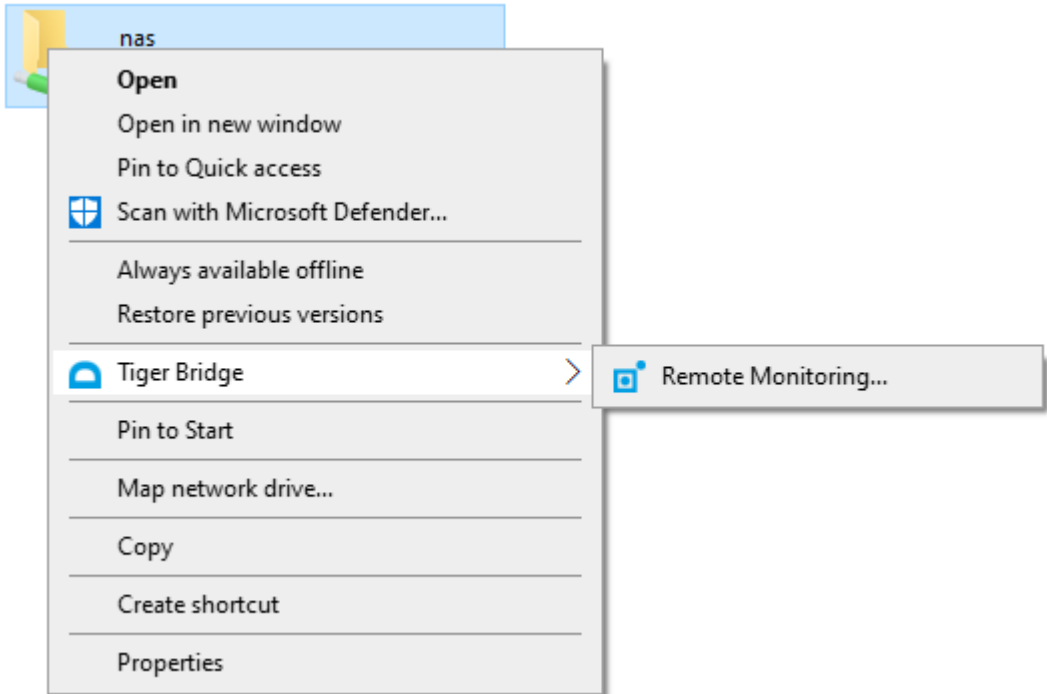 nas
Open
Open in new window
Pin to Quick access
Scan with Microsoft Defender...
Always available offline
Restore previous versions
Tiger Bridge
Remote Monitoring...
Pin to Start
Map network drive...
Copy
Create shortcut
Properties